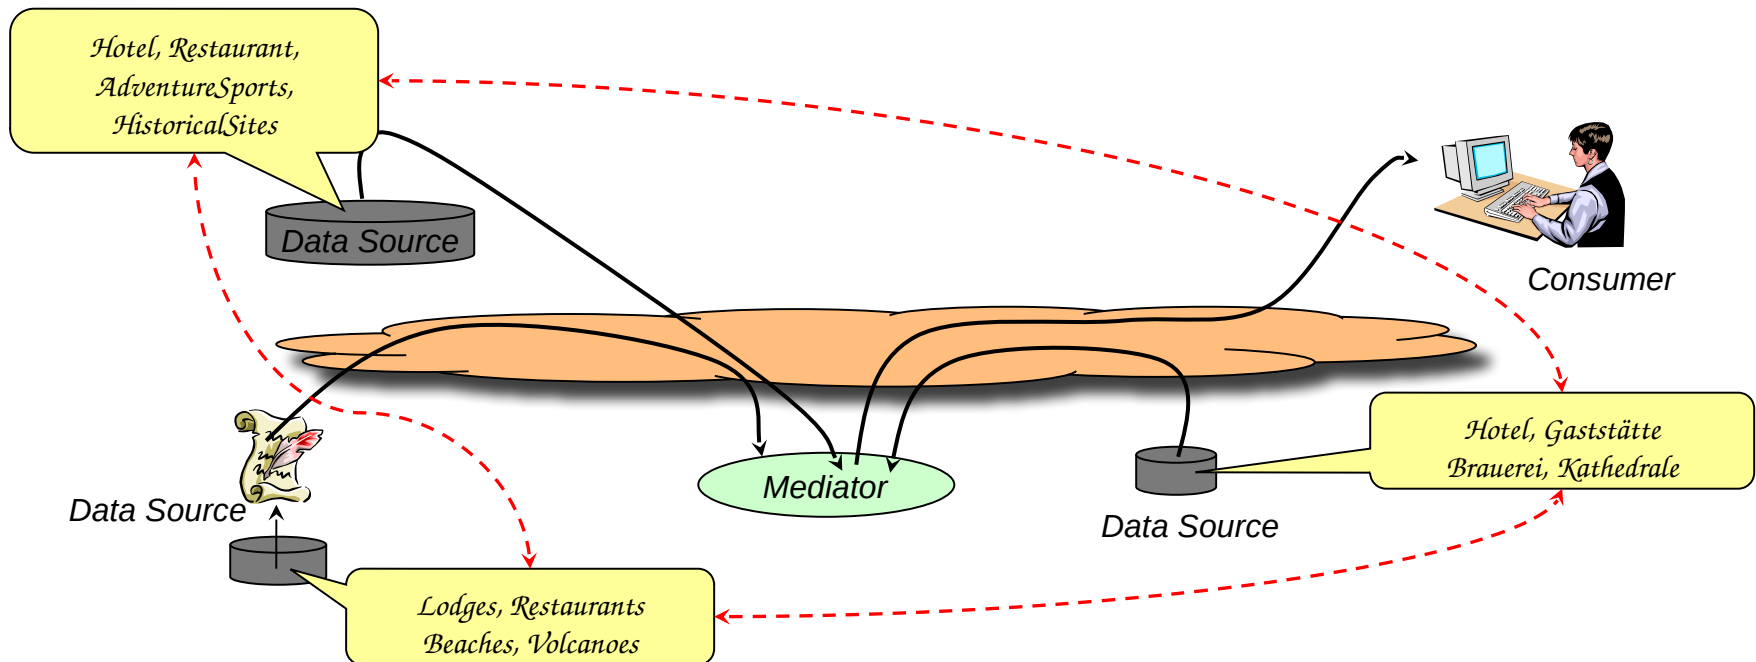 Hotel, Restaurant,
AdventureSports,
HistoricalSites
Data Source
Consumer
Hotel, Gaststätte
Brauerei, Kathedrale
Mediator
Data Source
Data Source
Lodges, Restaurants
Beaches, Volcanoes